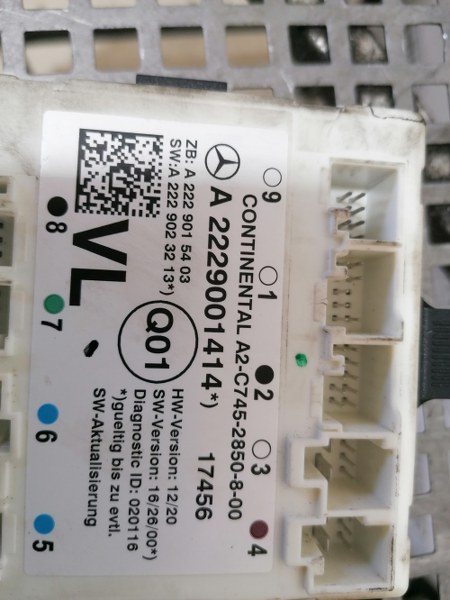 9 1 2 3 4
CONTINENTAL A2-C745-2850-8-00
A 2229001414*) 17456
ZB: A 222 901 54 03
SW:A 222 902 32 13*)
Q01
HW-Version: 12/20
SW-Version: 16/26/00*)
Diagnostic ID: 020116
*)gueltig bis zu evtl.
SW-Aktualisierung
VL
8 7 6 5